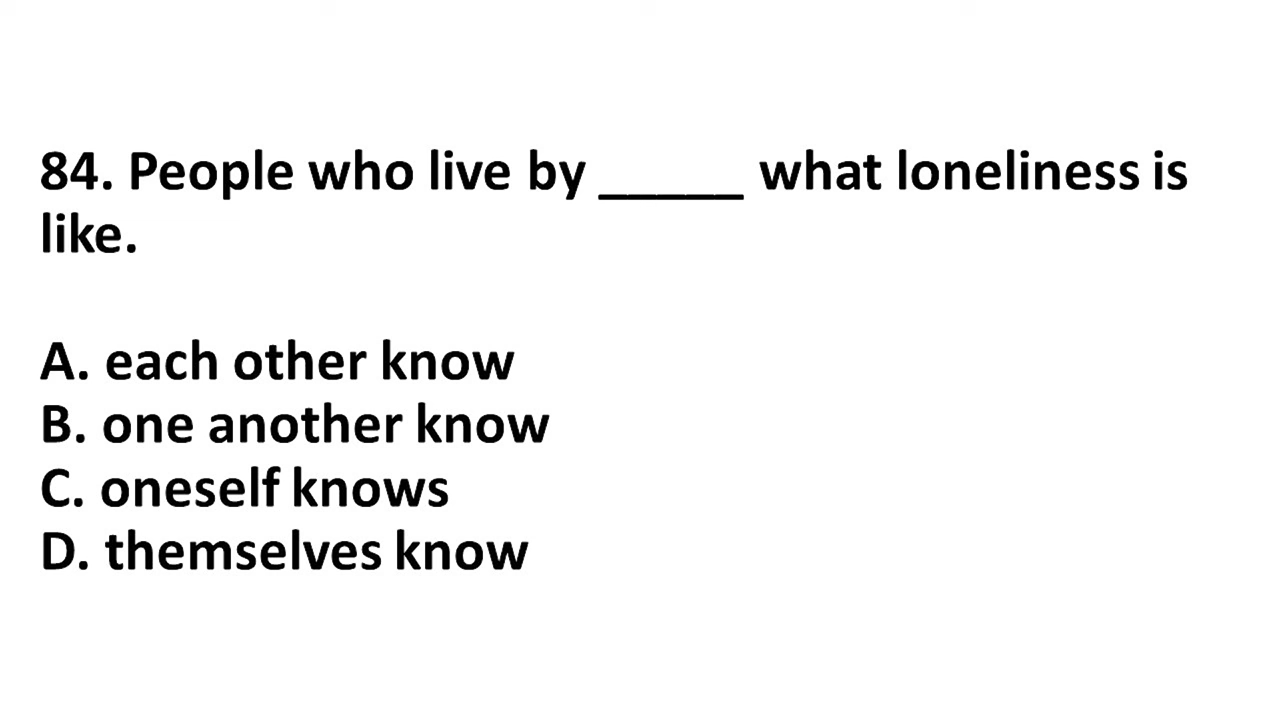 84. People who live by _____ what loneliness is
like.
A. each other know
B. one another know
C. oneself knows
D. themselves know